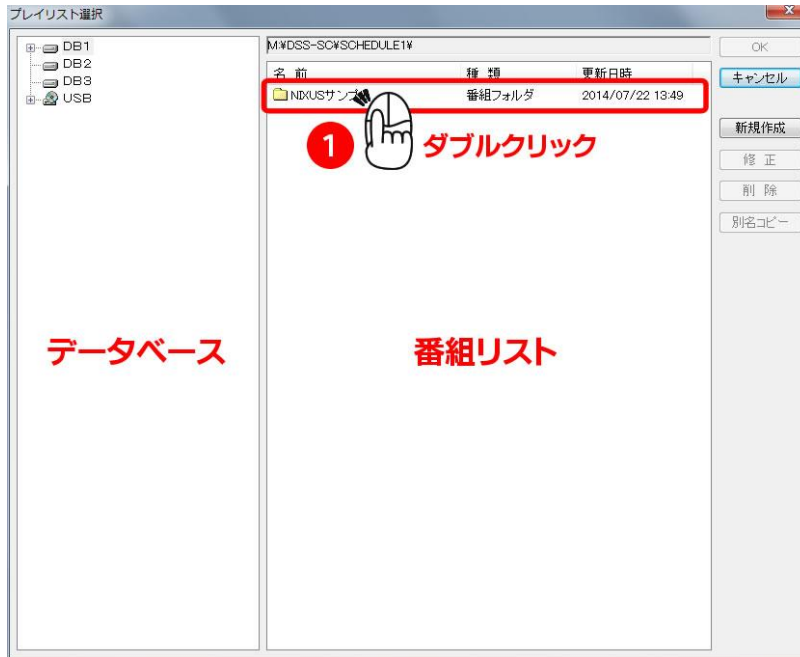 プレイリスト選択
DB1
DB2
DB3
USB
M:¥DSS-SC¥SCHEDULE1¥
名 前 種 類 更新日時
NIXUSサンプ 番組フォルダ 2014/07/22 13:49
1 ダブルクリック
データベース
番組リスト
OK
キャンセル
新規作成
修 正
削 除
別名コピー